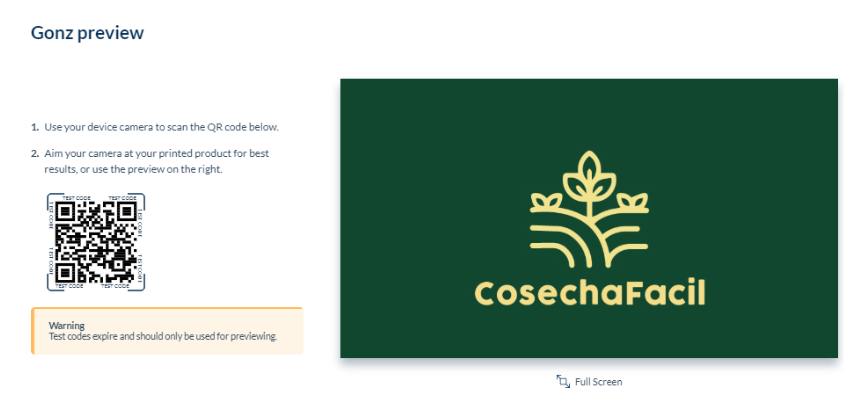 Gonz preview
1. Use your device camera to scan the QR code below.
2. Aim your camera at your printed product for best
results, or use the preview on the right.
TEST CODE TEST CODE
TEST CODE TEST CODE
TEST CODE TEST CODE
TEST CODE TEST CODE
Warning
Test codes expire and should only be used for previewing.
CosechaFacil
Full Screen